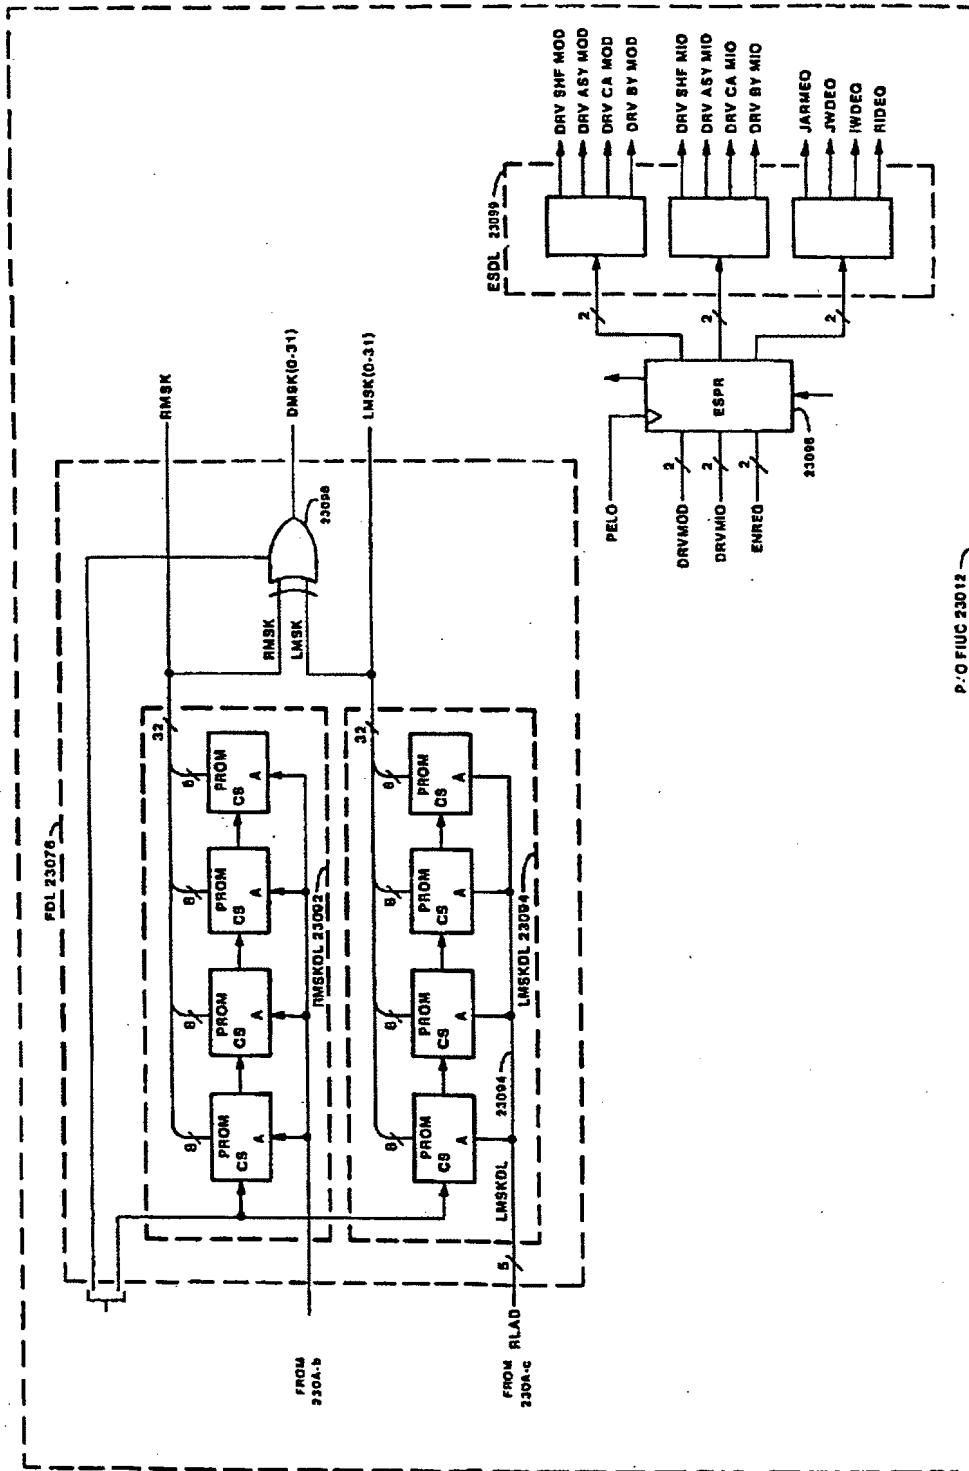 DRV SHF MOD
DRV ASY MOD
DRV CA MOD
DRV BY MOD
DRV SHF MIO
DRV ASY MIO
DRV CA MIO
DRV BY MIO
JARMEO
JWDEQ
IWDEQ
RIDEQ
ESDL 23099
2
2
2
ESPR
23098
PELO
2
2
2
DRVMOD
DRVMIO
ENREQ
RMSK
DMSK(0-31)
LMSK(0-31)
FDL 23076
23096
RMSK
LMSK
32
8
PROM
CS
A
8
PROM
CS
A
8
PROM
CS
A
8
PROM
CS
A
RMSKDL 23092
32
8
PROM
CS
A
8
PROM
CS
A
8
PROM
CS
A
8
PROM
CS
A
LMSKDL 23094
23094
LMSKDL
5
RLAD
FROM
230A-b
FROM
230A-c
P/O FIUC 23012